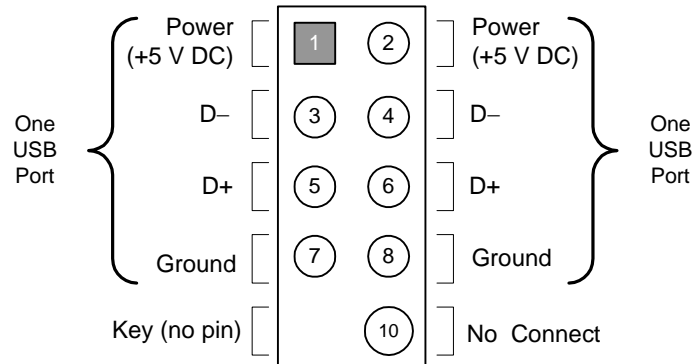 Power
(+5 V DC)
1
2
Power
(+5 V DC)
D−
3
4
D−
One
USB
Port
D+
5
6
D+
One
USB
Port
Ground
7
8
Ground
Key (no pin)
10
No Connect